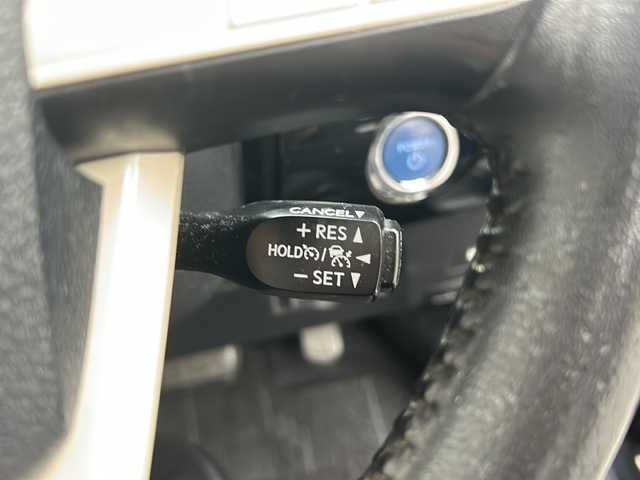 CANCEL▼
+RES▲
HOLD / ◄
−SET▼